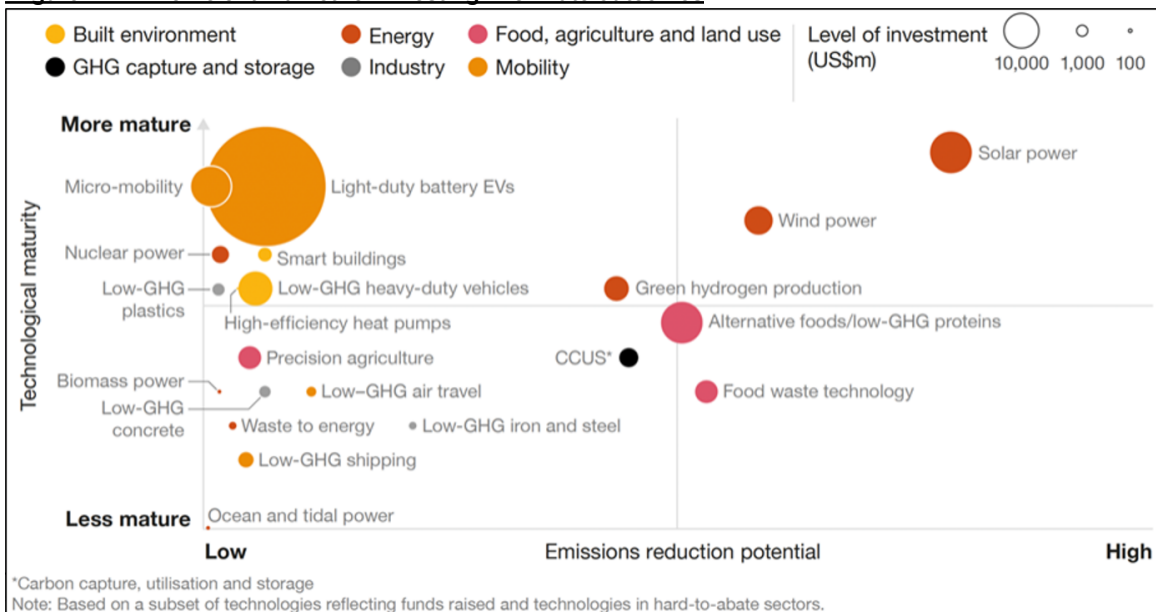 Built environment
Energy
Food, agriculture and land use
GHG capture and storage
Industry
Mobility
Level of investment
(US$m)
10,000
1,000
100
More mature
Technological maturity
Solar power
Micro-mobility
Light-duty battery EVs
Wind power
Nuclear power
Smart buildings
Low-GHG
plastics
Low-GHG heavy-duty vehicles
Green hydrogen production
High-efficiency heat pumps
Alternative foods/low-GHG proteins
Precision agriculture
CCUS*
Biomass power
Low–GHG air travel
Food waste technology
Low-GHG
concrete
Waste to energy
Low-GHG iron and steel
Low-GHG shipping
Less mature
Ocean and tidal power
Low
Emissions reduction potential
High
*Carbon capture, utilisation and storage
Note: Based on a subset of technologies reflecting funds raised and technologies in hard-to-abate sectors.